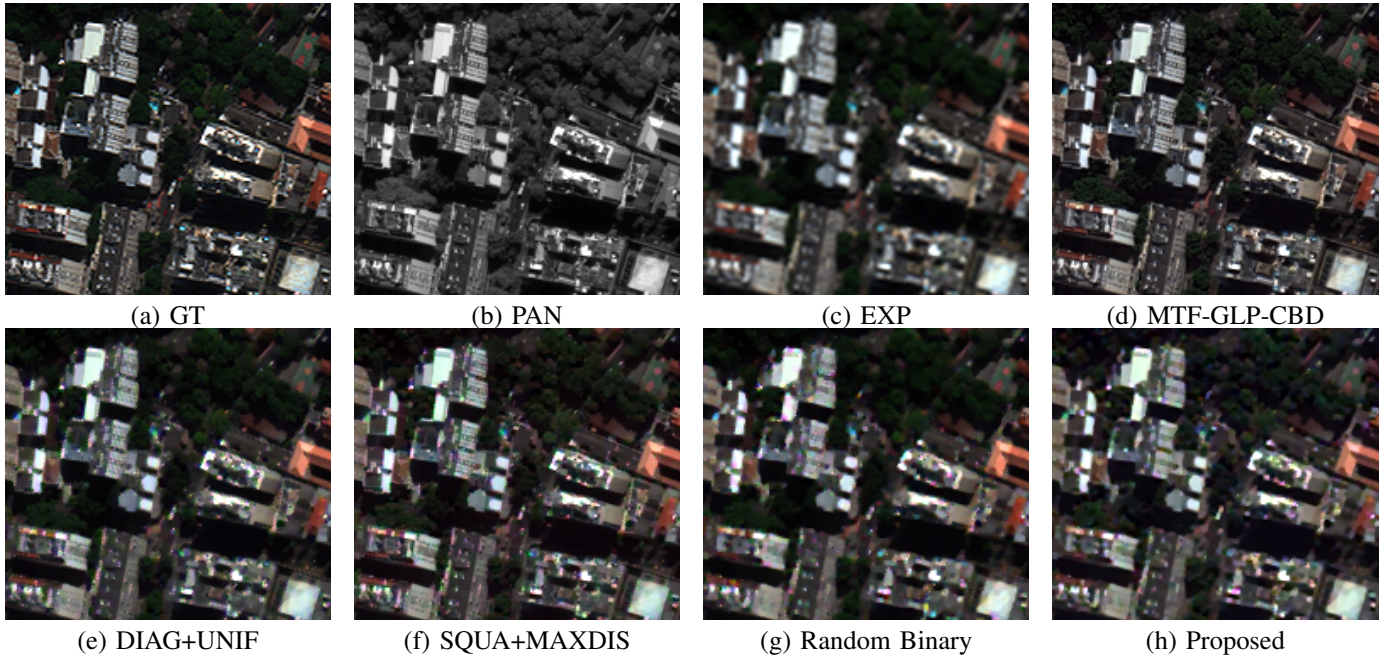 (a) GT
(b) PAN
(c) EXP
(d) MTF-GLP-CBD
(e) DIAG+UNIF
(f) SQUA+MAXDIS
(g) Random Binary
(h) Proposed